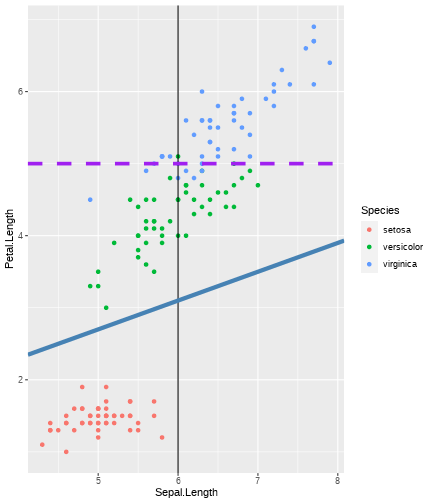 Petal.Length
6
4
2
5
6
7
8
Sepal.Length
Species
setosa
versicolor
virginica